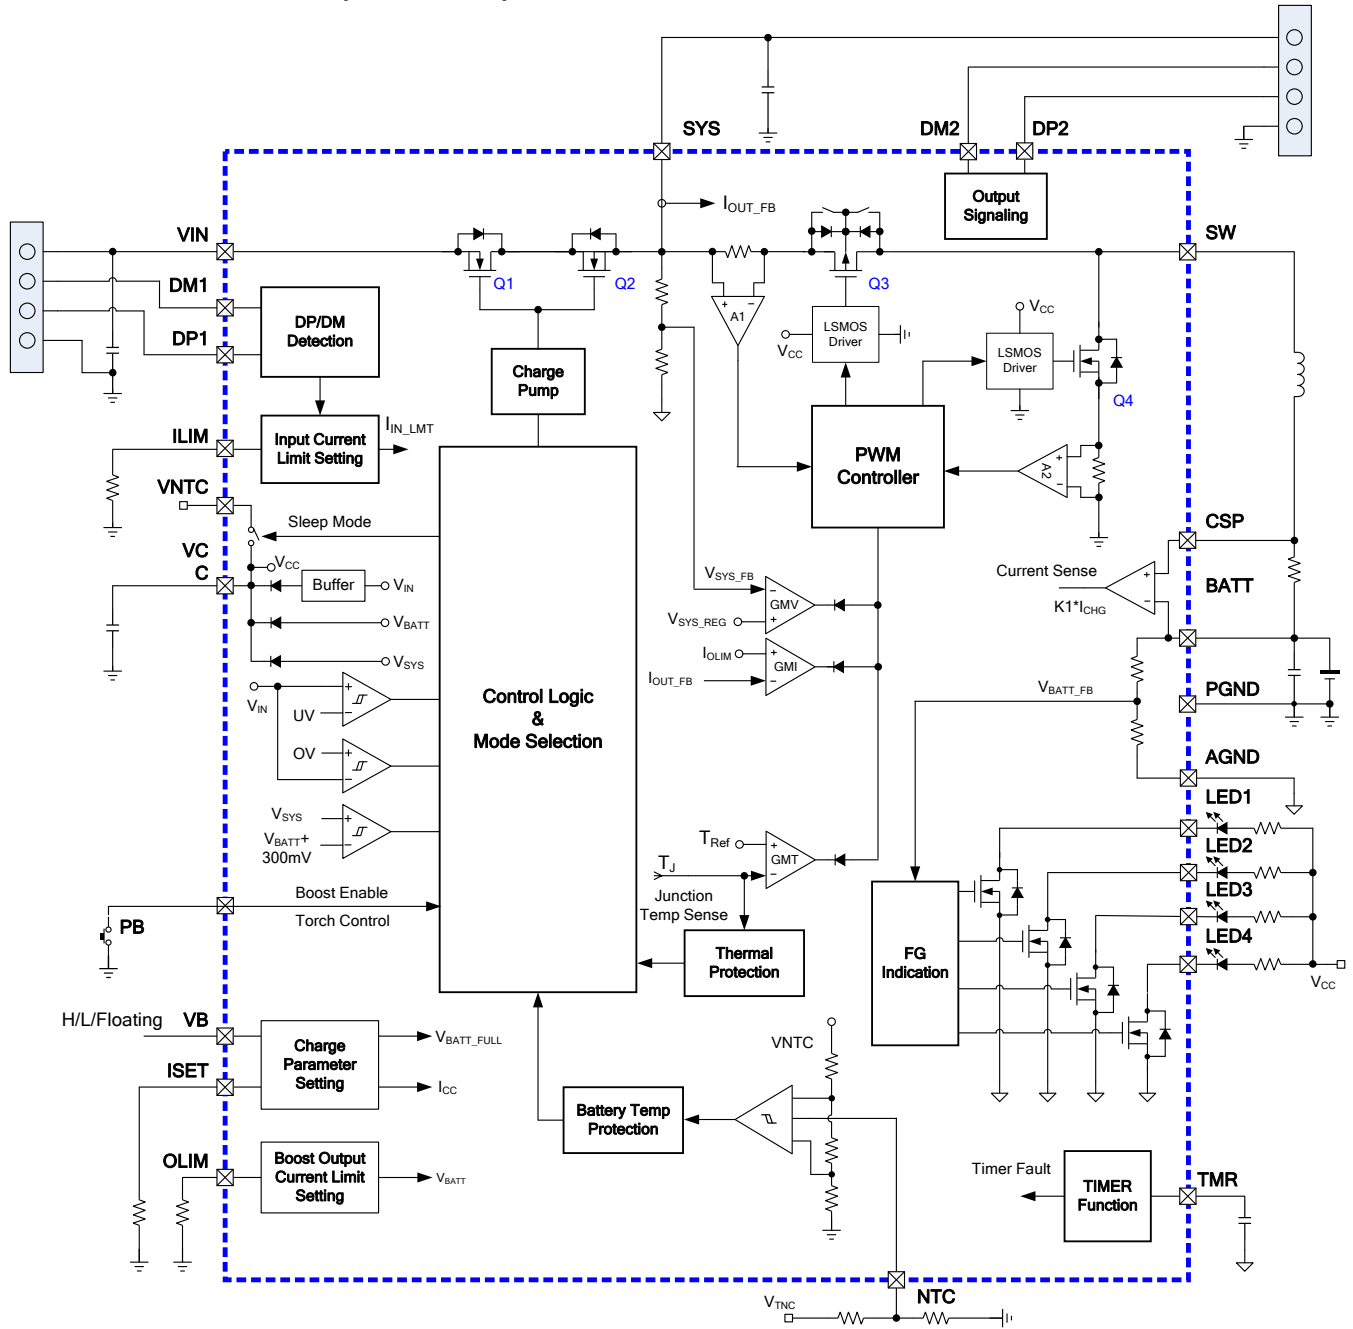 SYS
DM2
DP2
Output
Signaling
I_OUT_FB
VIN
SW
DM1
DP1
DP/DM
Detection
Q1
Q2
Q3
A1
+
−
LSMOS
Driver
VCC
VCC
LSMOS
Driver
Q4
Charge
Pump
ILIM
Input Current
Limit Setting
I_IN_LMT
PWM
Controller
A2
+
−
VNTC
Sleep Mode
CSP
VC
C
VCC
Buffer
VIN
VBATT
VSYS
Current Sense
K1*ICHG
+
−
BATT
VSYS_FB
−
GMV
VSYS_REG
+
IOLIM
+
GMI
IOUT_FB
−
VBATT_FB
PGND
VIN
+
UV
−
OV
+
−
Control Logic
&
Mode Selection
AGND
LED1
LED2
LED3
LED4
VCC
VSYS
+
VBATT+
300mV
−
TRef
+
GMT
TJ
−
Junction
Temp Sense
Boost Enable
Torch Control
PB
Thermal
Protection
FG
Indication
H/L/Floating
VB
Charge
Parameter
Setting
VBATT_FULL
ISET
ICC
VNTC
Battery Temp
Protection
OLIM
Boost Output
Current Limit
Setting
VBATT
Timer Fault
TIMER
Function
TMR
NTC
VTNC